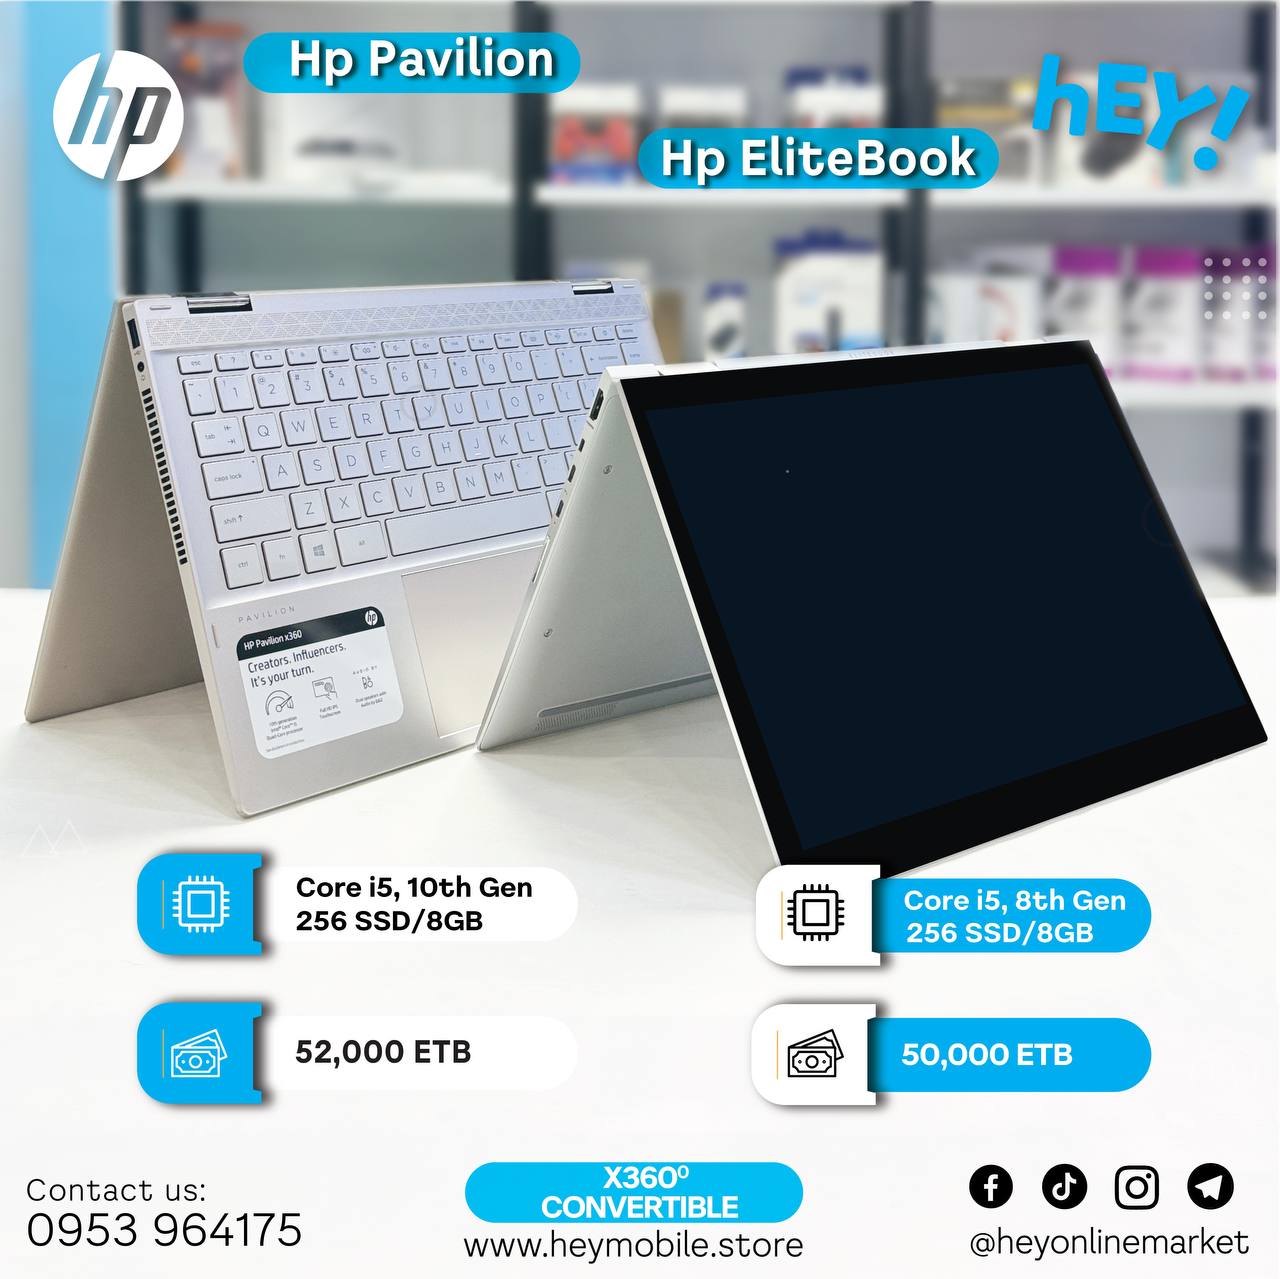 hp
Hp Pavilion
hEY!
Hp EliteBook
PAVILION
HP Pavilion x360
hp
Creators. Influencers.
It's your turn.
Core i5, 10th Gen
256 SSD/8GB
Core i5, 8th Gen
256 SSD/8GB
52,000 ETB
50,000 ETB
Contact us:
0953 964175
X360⁰
CONVERTIBLE
www.heymobile.store
@heyonlinemarket